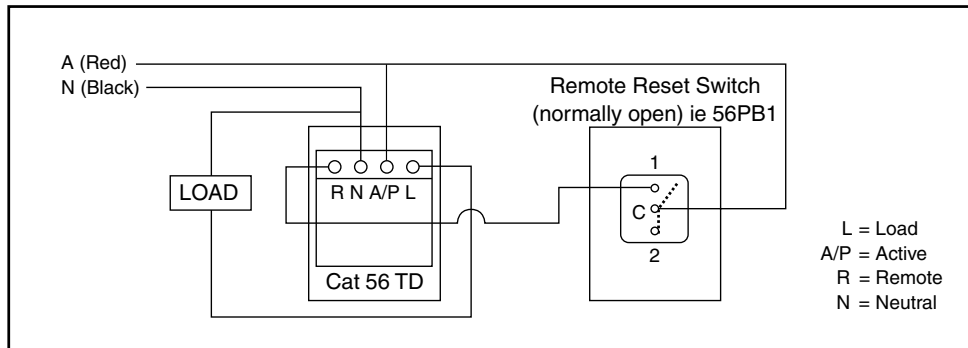 A (Red)
N (Black)
Remote Reset Switch
(normally open) ie 56PB1
LOAD
R N A/P L
Cat 56 TD
1
C
2
L = Load
A/P = Active
R = Remote
N = Neutral